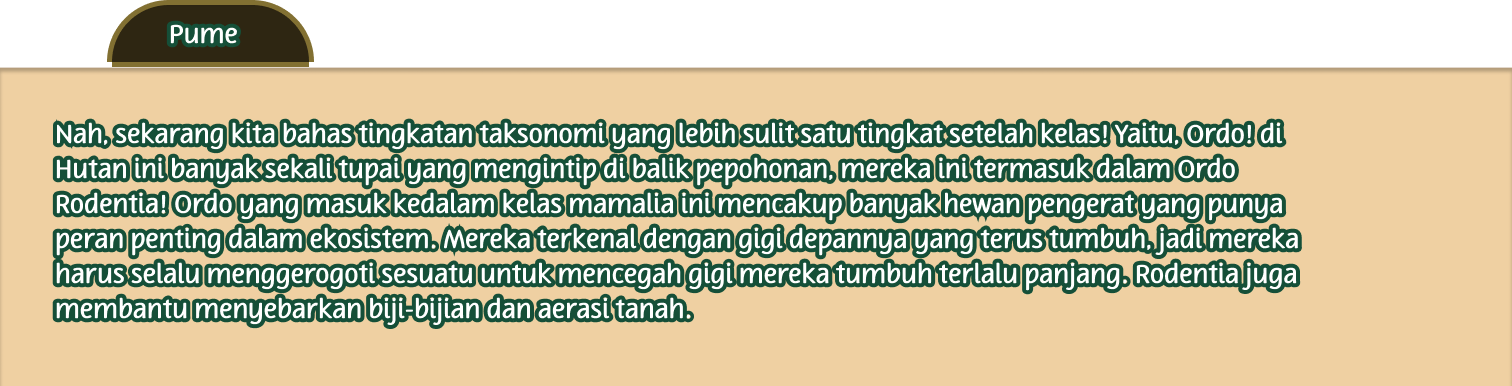 Pume
Nah, sekarang kita bahas tingkatan taksonomi yang lebih sulit satu tingkat setelah kelas! Yaitu, Ordo! di
Hutan ini banyak sekali tupai yang mengintip di balik pepohonan, mereka ini termasuk dalam Ordo
Rodentia! Ordo yang masuk kedalam kelas mamalia ini mencakup banyak hewan pengerat yang punya
peran penting dalam ekosistem. Mereka terkenal dengan gigi depannya yang terus tumbuh, jadi mereka
harus selalu menggerogoti sesuatu untuk mencegah gigi mereka tumbuh terlalu panjang. Rodentia juga
membantu menyebarkan biji-bijian dan aerasi tanah.